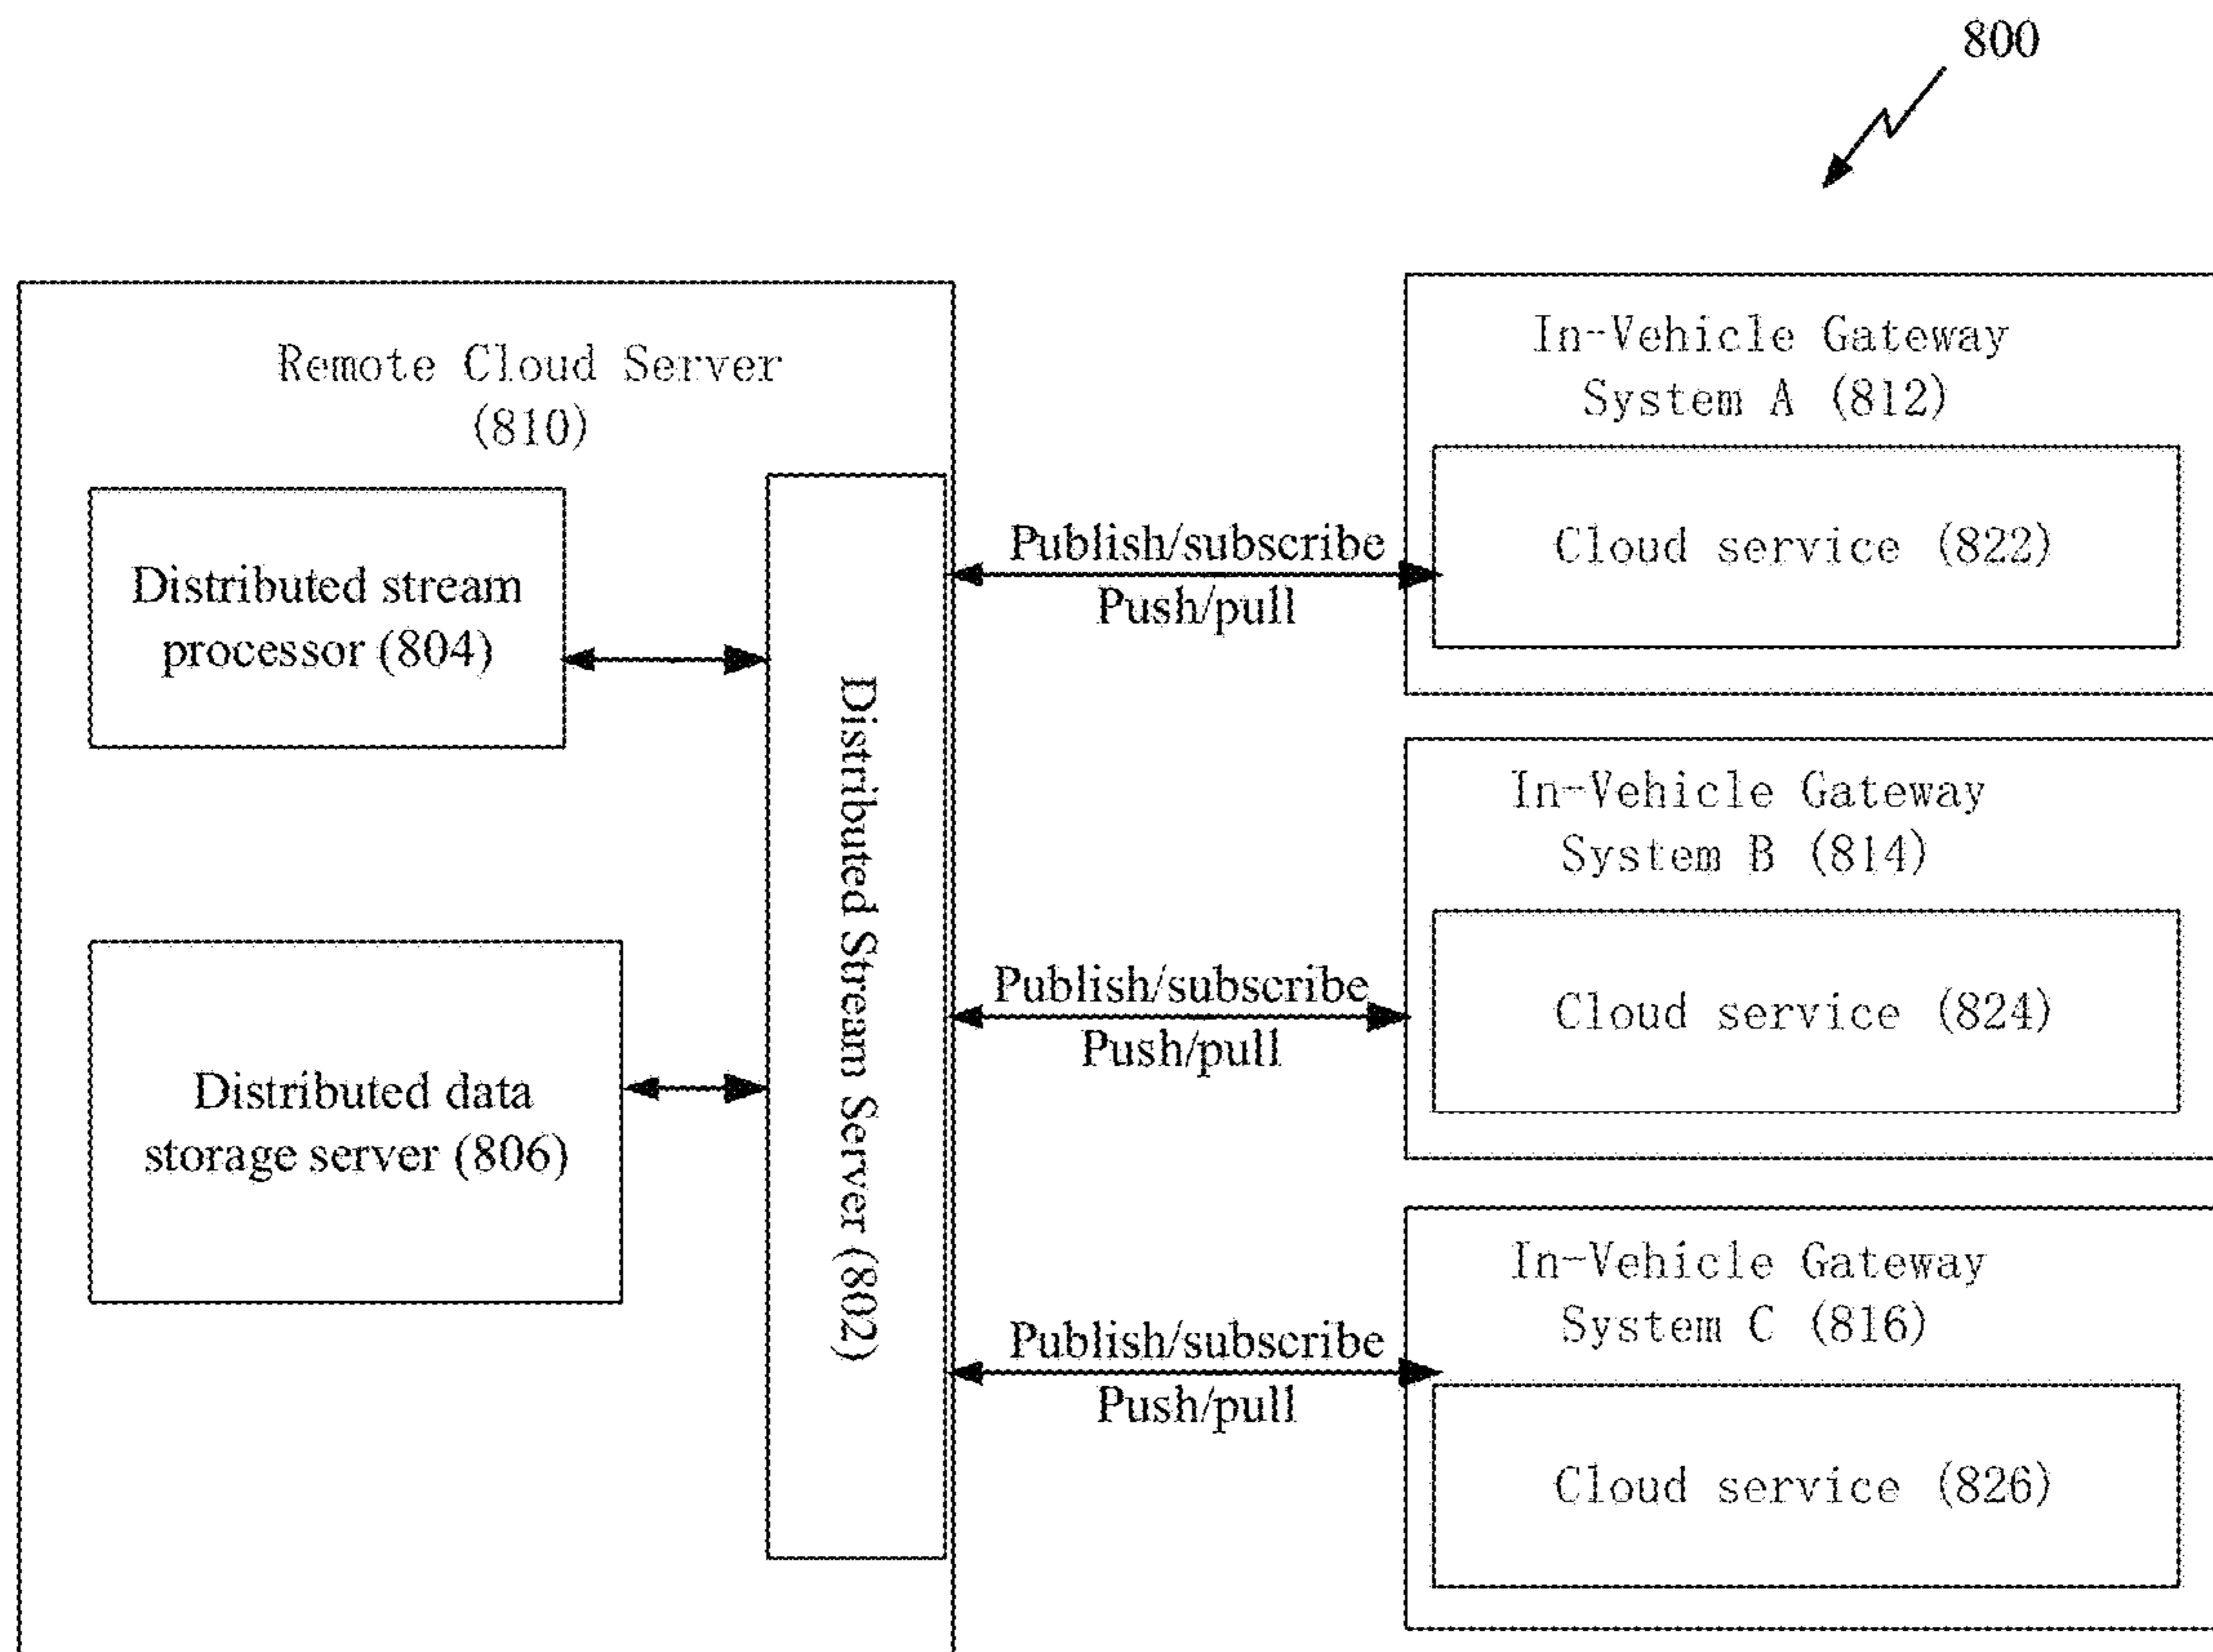 800
Remote Cloud Server
(810)
Distributed stream
processor (804)
Distributed data
storage server (806)
Distributed Stream Server (802)
Publish/subscribe
Push/pull
Publish/subscribe
Push/pull
Publish/subscribe
Push/pull
In-Vehicle Gateway
System A (812)
Cloud service (822)
In-Vehicle Gateway
System B (814)
Cloud service (824)
In-Vehicle Gateway
System C (816)
Cloud service (826)